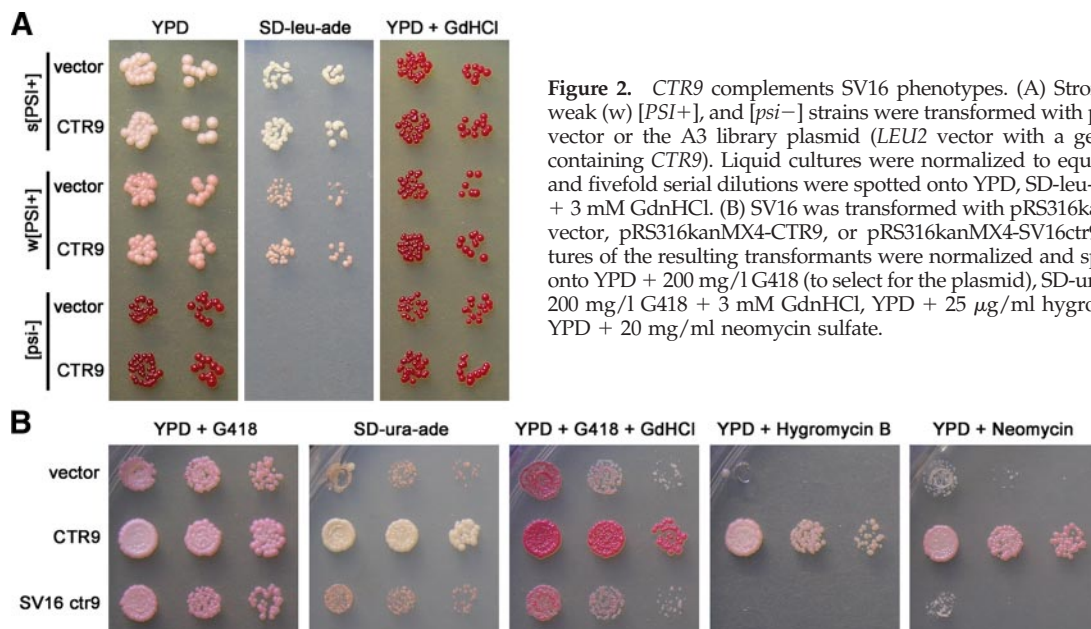 A
YPD
SD-leu-ade
YPD + GdHCl
s[PSI+]
vector
CTR9
w[PSI+]
vector
CTR9
[psi-]
vector
CTR9
Figure 2. CTR9 complements SV16 phenotypes. (A) Stro
weak (w) [PSI+], and [psi−] strains were transformed with p
vector or the A3 library plasmid (LEU2 vector with a ge
containing CTR9). Liquid cultures were normalized to equ
and fivefold serial dilutions were spotted onto YPD, SD-leu-
+ 3 mM GdnHCl. (B) SV16 was transformed with pRS316ka
vector, pRS316kanMX4-CTR9, or pRS316kanMX4-SV16ctr9
tures of the resulting transformants were normalized and sp
onto YPD + 200 mg/l G418 (to select for the plasmid), SD-ur
200 mg/l G418 + 3 mM GdnHCl, YPD + 25 μg/ml hygro
YPD + 20 mg/ml neomycin sulfate.
B
YPD + G418
SD-ura-ade
YPD + G418 + GdHCl
YPD + Hygromycin B
YPD + Neomycin
vector
CTR9
SV16 ctr9